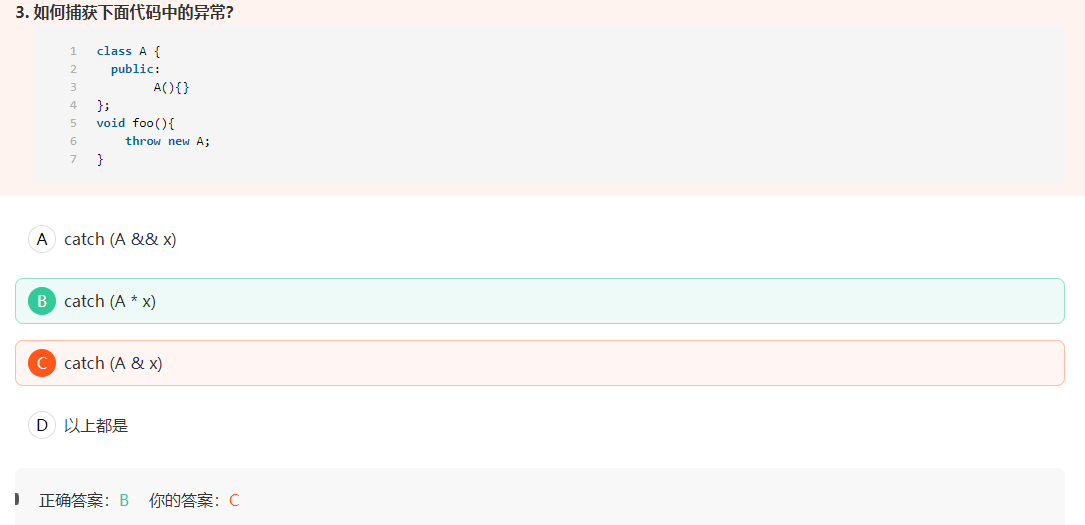 3. 如何捕获下面代码中的异常?
1 class A {
2 public:
3 A(){}
4 };
5 void foo(){
6 throw new A;
7 }
A catch (A && x)
B catch (A * x)
C catch (A & x)
D 以上都是
正确答案：B 你的答案：C